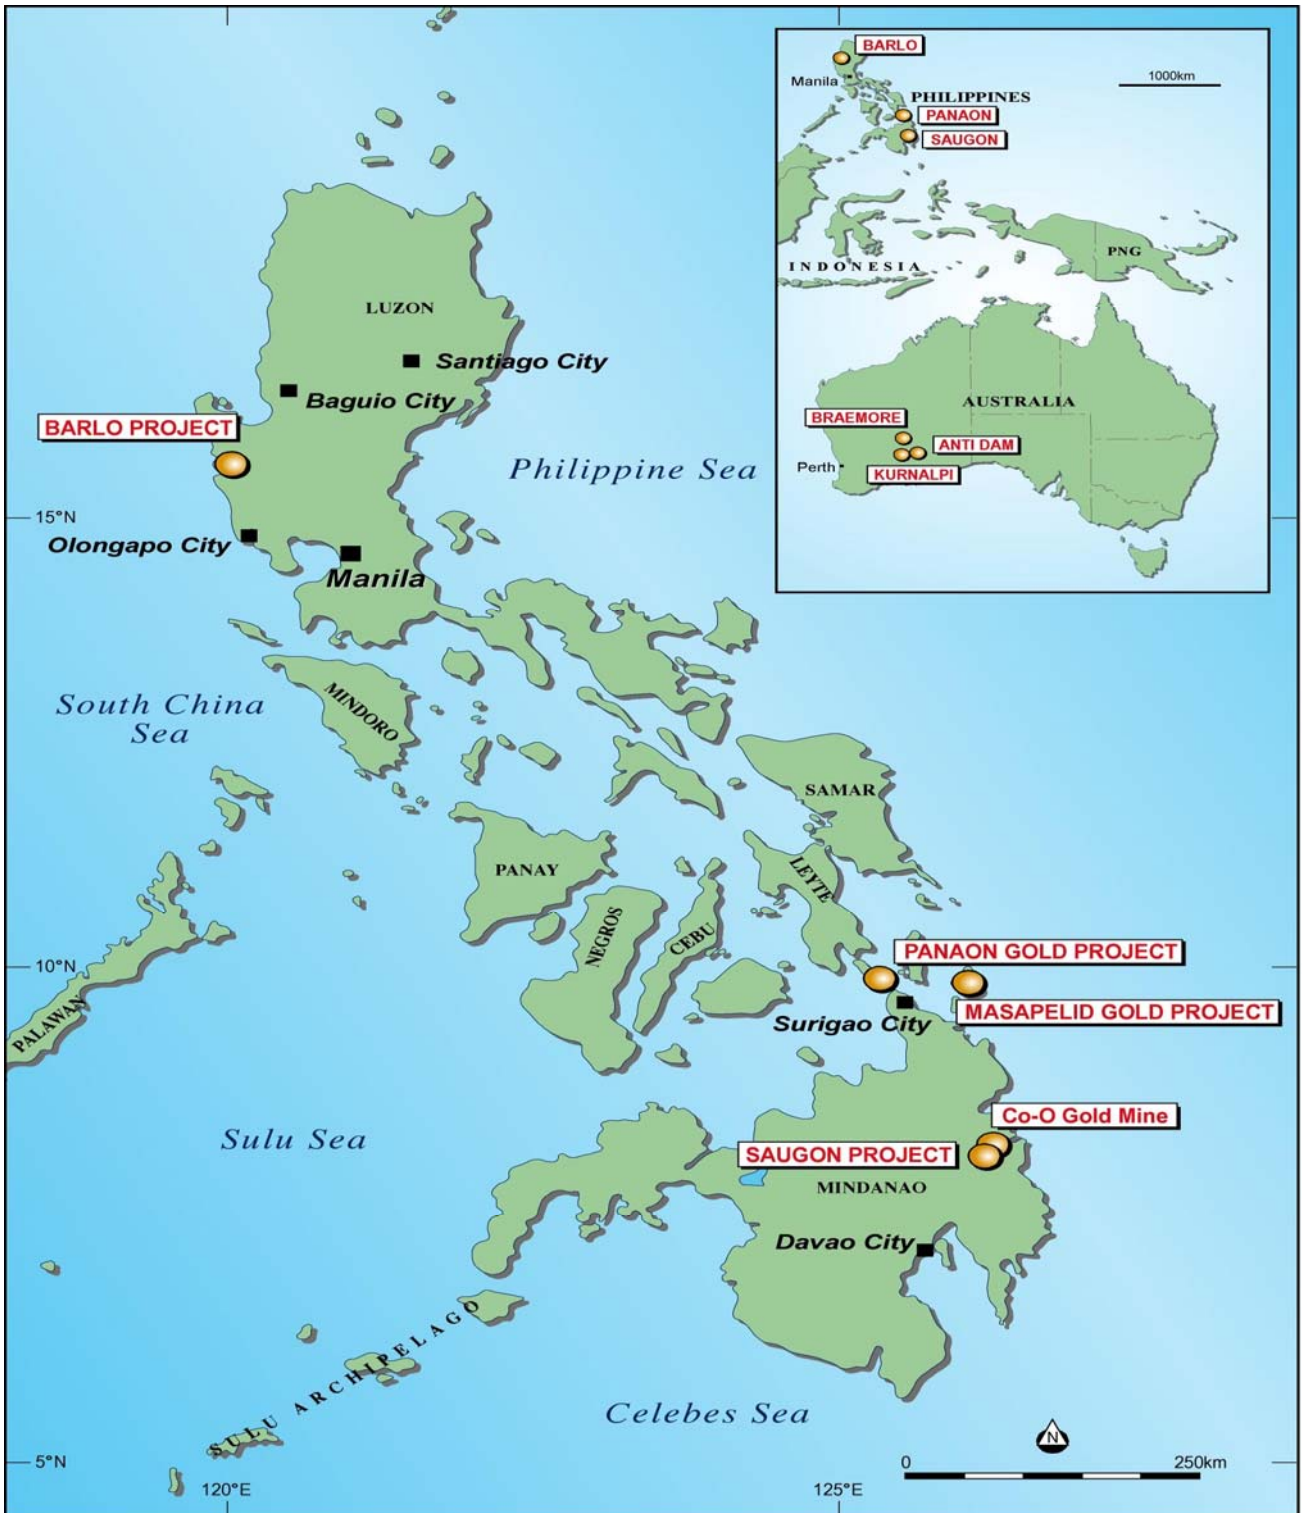 BARLO
Manila
1000km
PHILIPPINES
PANAON
SAUGON
INDONESIA
PNG
AUSTRALIA
BRAEMORE
ANTI DAM
Perth
KURNALPI
LUZON
Santiago City
Baguio City
BARLO PROJECT
Philippine Sea
15°N
Olongapo City
Manila
South China
Sea
MINDORO
SAMAR
PANAY
LEYTE
NEGROS
CEBU
PANAON GOLD PROJECT
10°N
PALAWAN
MASAPELID GOLD PROJECT
Surigao City
Co-O Gold Mine
Sulu Sea
SAUGON PROJECT
MINDANAO
Davao City
SULU ARCHIPELAGO
Celebes Sea
N
0
250km
5°N
120°E
125°E